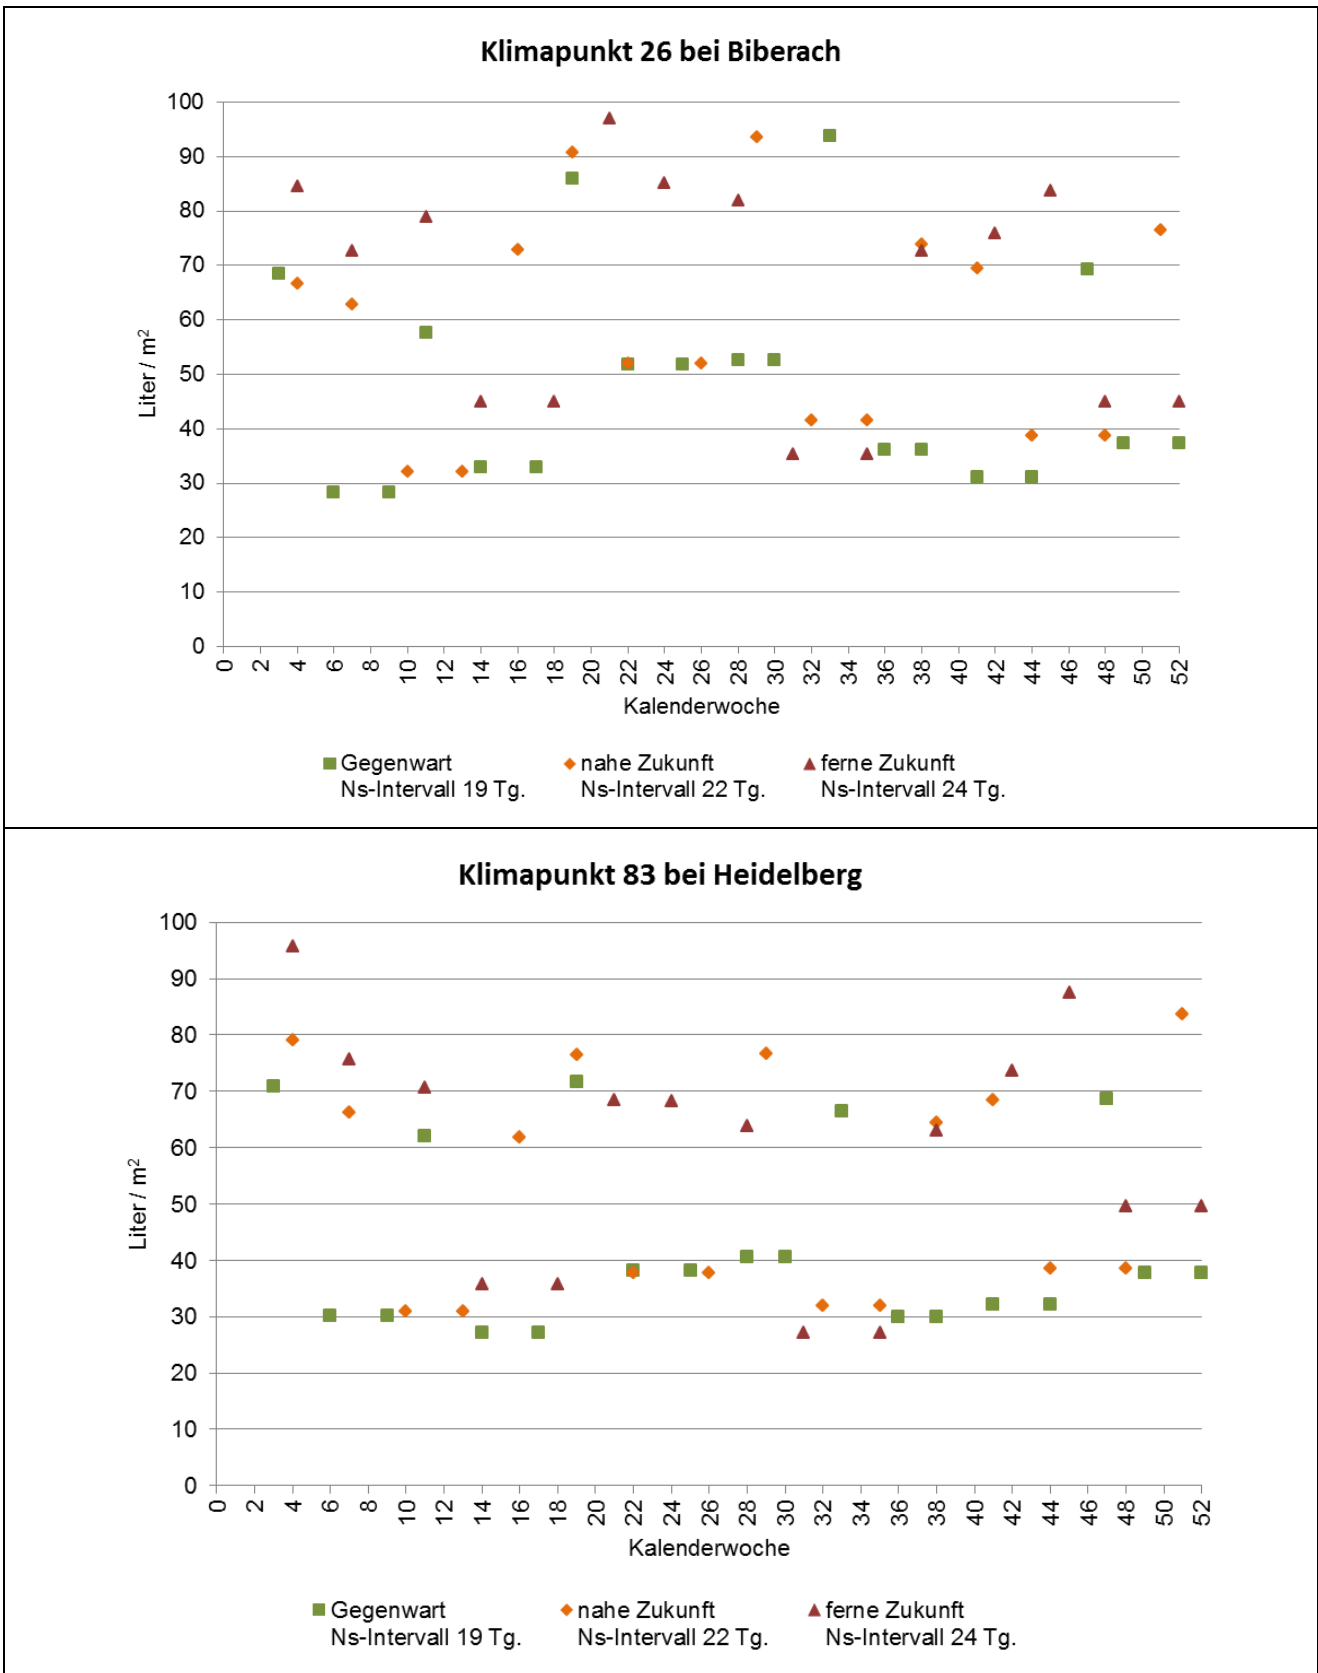 Klimapunkt 26 bei Biberach
100
90
80
70
60
50
40
30
20
10
0
Liter / m²
0 2 4 6 8 10 12 14 16 18 20 22 24 26 28 30 32 34 36 38 40 42 44 46 48 50 52
Kalenderwoche
Gegenwart nahe Zukunft ferne Zukunft
Ns-Intervall 19 Tg. Ns-Intervall 22 Tg. Ns-Intervall 24 Tg.
Klimapunkt 83 bei Heidelberg
100
90
80
70
60
50
40
30
20
10
0
Liter / m²
0 2 4 6 8 10 12 14 16 18 20 22 24 26 28 30 32 34 36 38 40 42 44 46 48 50 52
Kalenderwoche
Gegenwart nahe Zukunft ferne Zukunft
Ns-Intervall 19 Tg. Ns-Intervall 22 Tg. Ns-Intervall 24 Tg.